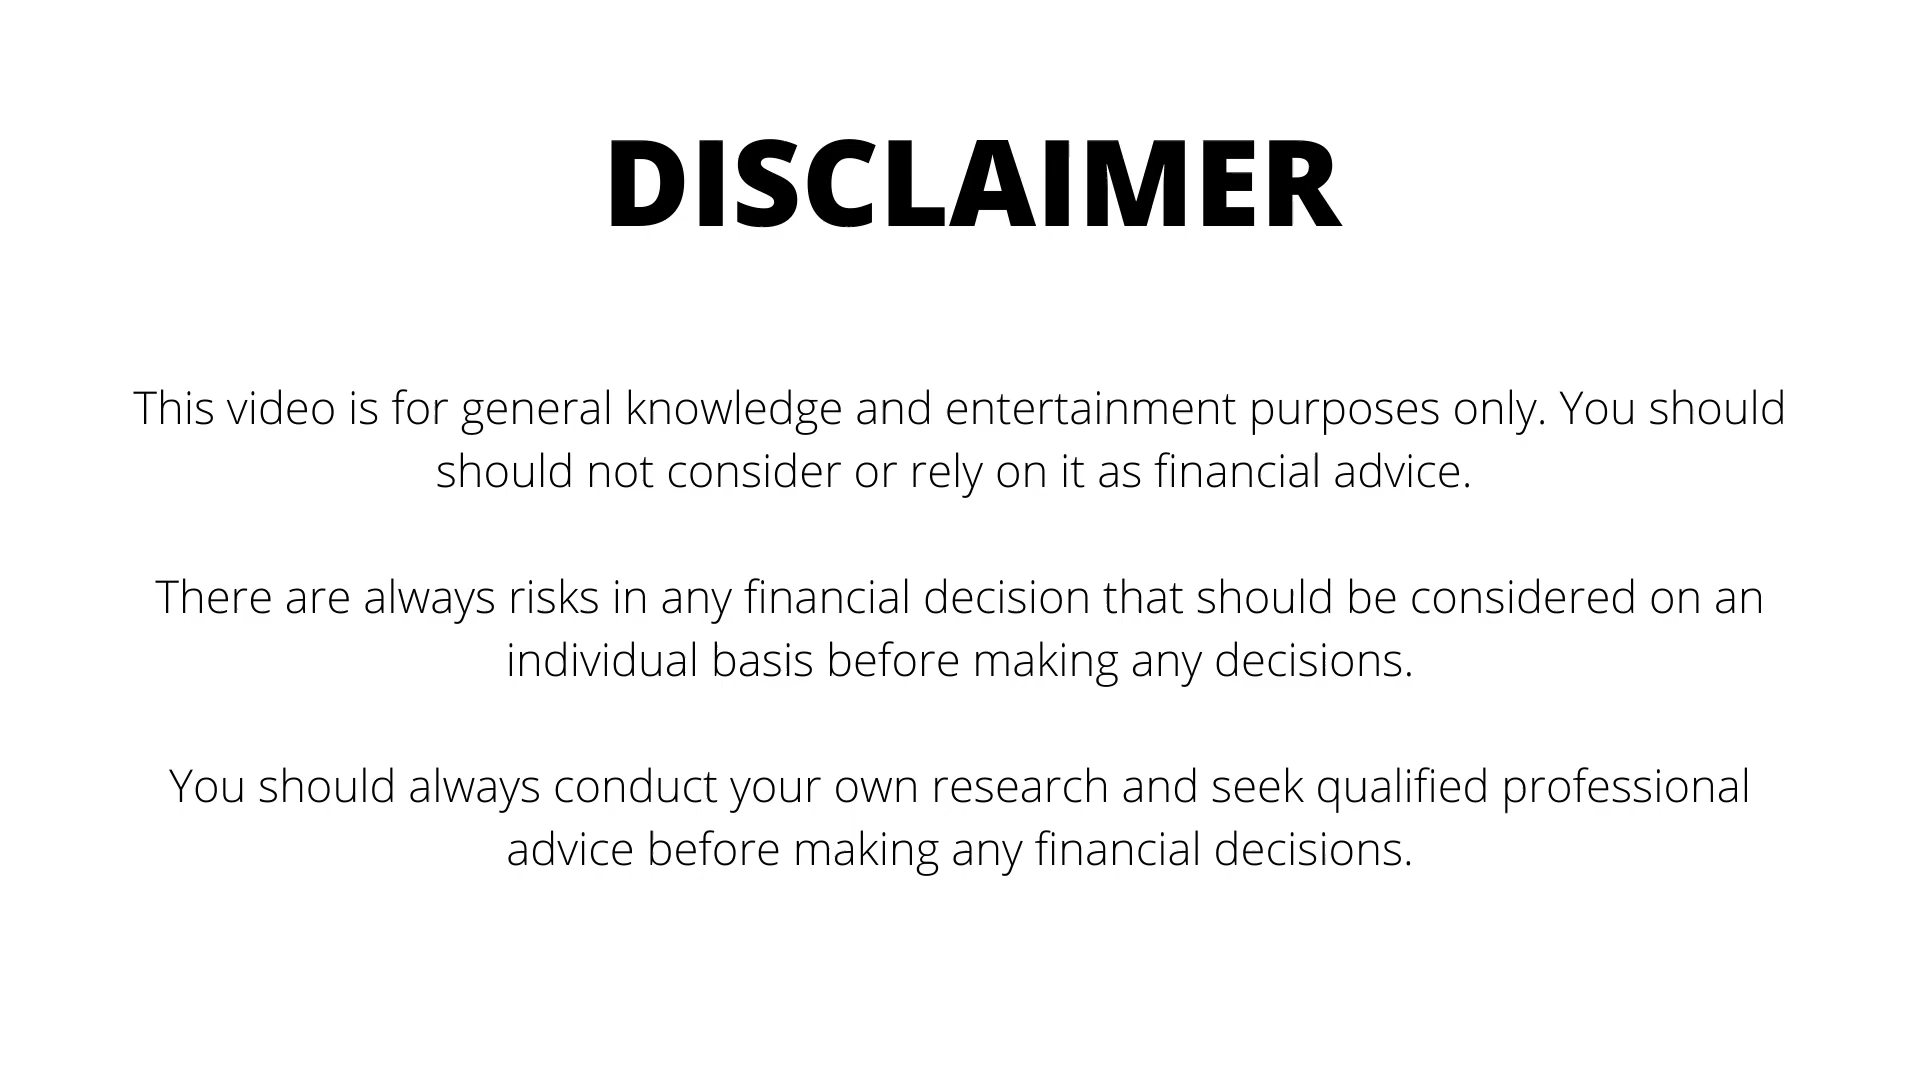 DISCLAIMER
This video is for general knowledge and entertainment purposes only. You should
should not consider or rely on it as financial advice.
There are always risks in any financial decision that should be considered on an
individual basis before making any decisions.
You should always conduct your own research and seek qualified professional
advice before making any financial decisions.